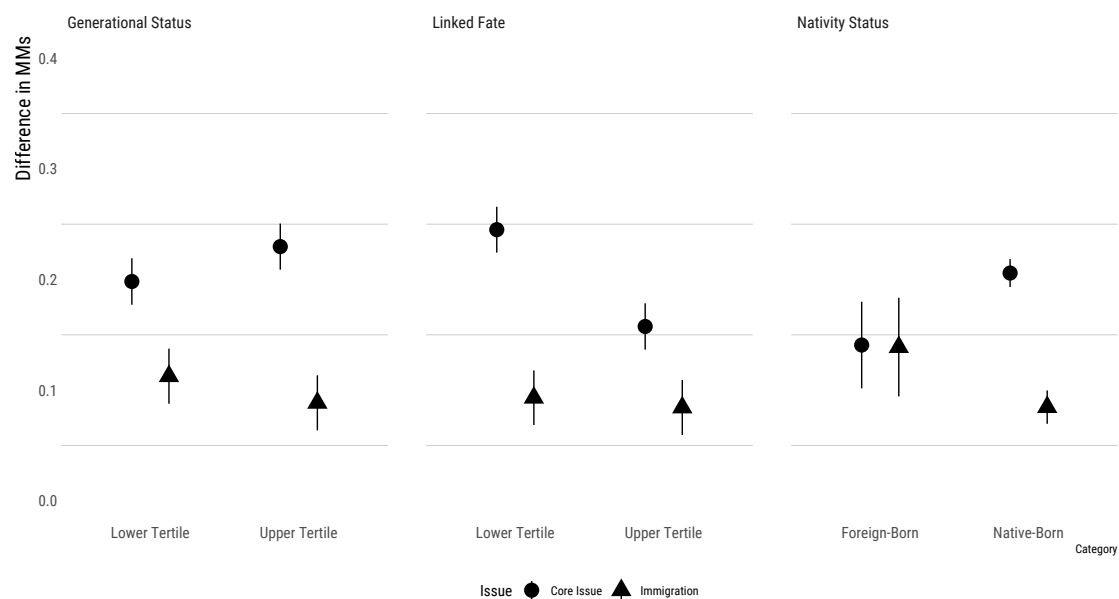 Generational Status
Linked Fate
Nativity Status
Difference in MMs
0.4
0.3
0.2
0.1
0.0
Lower Tertile
Upper Tertile
Lower Tertile
Upper Tertile
Foreign-Born
Native-Born
Category
Issue Core Issue Immigration